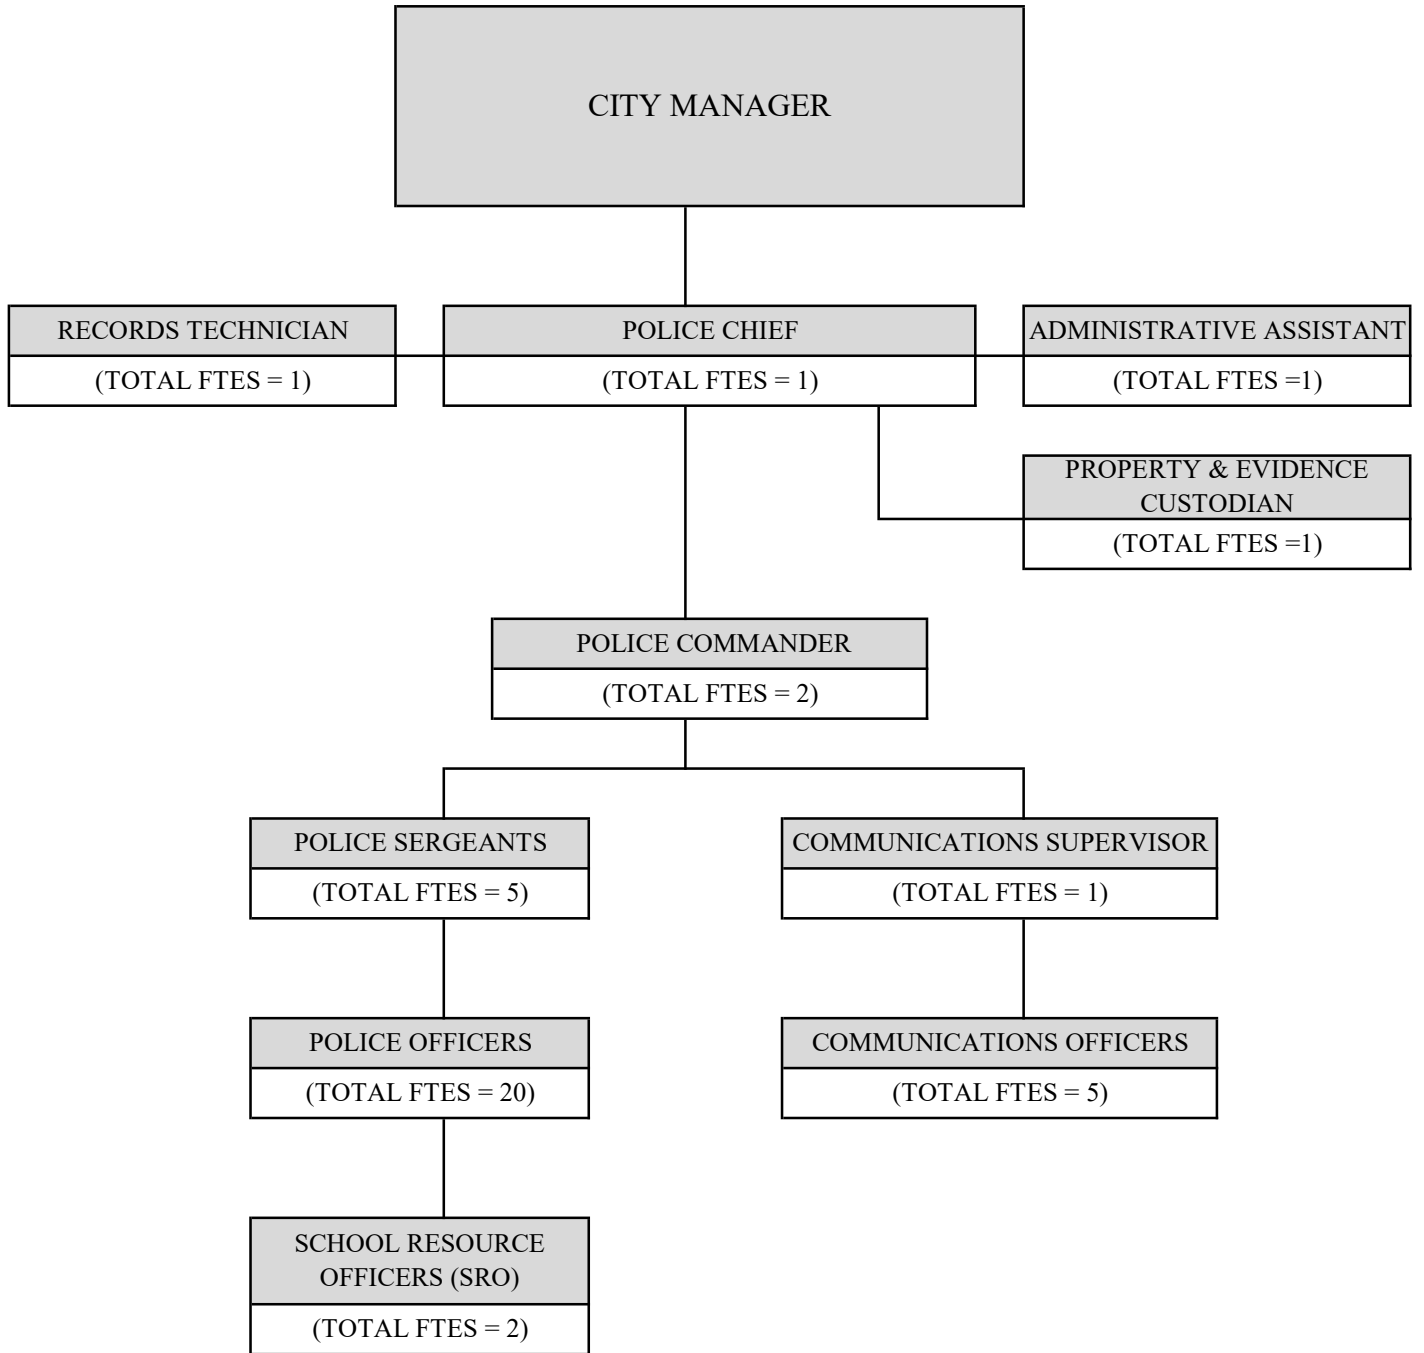 CITY MANAGER
RECORDS TECHNICIAN
(TOTAL FTES = 1)
POLICE CHIEF
(TOTAL FTES = 1)
ADMINISTRATIVE ASSISTANT
(TOTAL FTES =1)
PROPERTY & EVIDENCE
CUSTODIAN
(TOTAL FTES =1)
POLICE COMMANDER
(TOTAL FTES = 2)
POLICE SERGEANTS
(TOTAL FTES = 5)
COMMUNICATIONS SUPERVISOR
(TOTAL FTES = 1)
POLICE OFFICERS
(TOTAL FTES = 20)
COMMUNICATIONS OFFICERS
(TOTAL FTES = 5)
SCHOOL RESOURCE
OFFICERS (SRO)
(TOTAL FTES = 2)